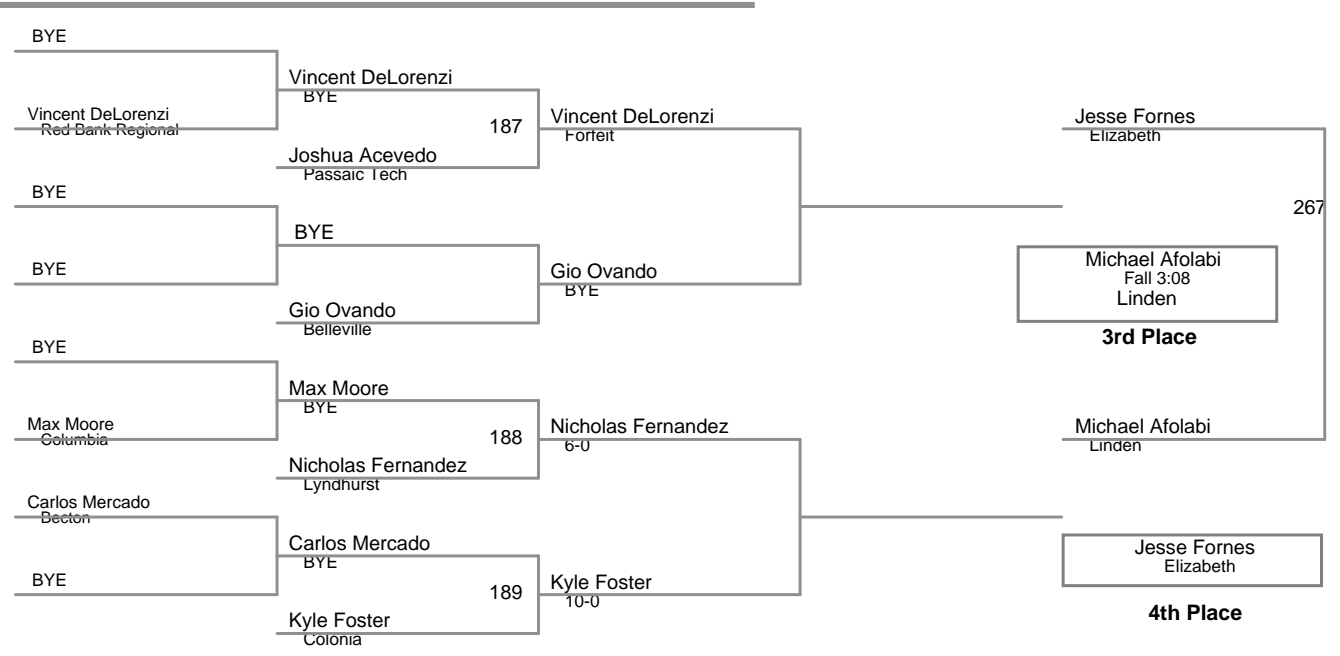 BYE
Vincent DeLorenzi
Red Bank Regional
BYE
BYE
BYE
Max Moore
Columbia
Carlos Mercado
Becton
BYE
Vincent DeLorenzi
BYE
187
Joshua Acevedo
Passaic Tech
BYE
Gio Ovando
Belleville
Max Moore
BYE
188
Nicholas Fernandez
Lyndhurst
Carlos Mercado
BYE
189
Kyle Foster
Colonia
Vincent DeLorenzi
Forfeit
Gio Ovando
BYE
Nicholas Fernandez
6-0
Kyle Foster
10-0
Jesse Fornes
Elizabeth
267
Michael Afolabi
Fall 3:08
Linden
3rd Place
Michael Afolabi
Linden
Jesse Fornes
Elizabeth
4th Place